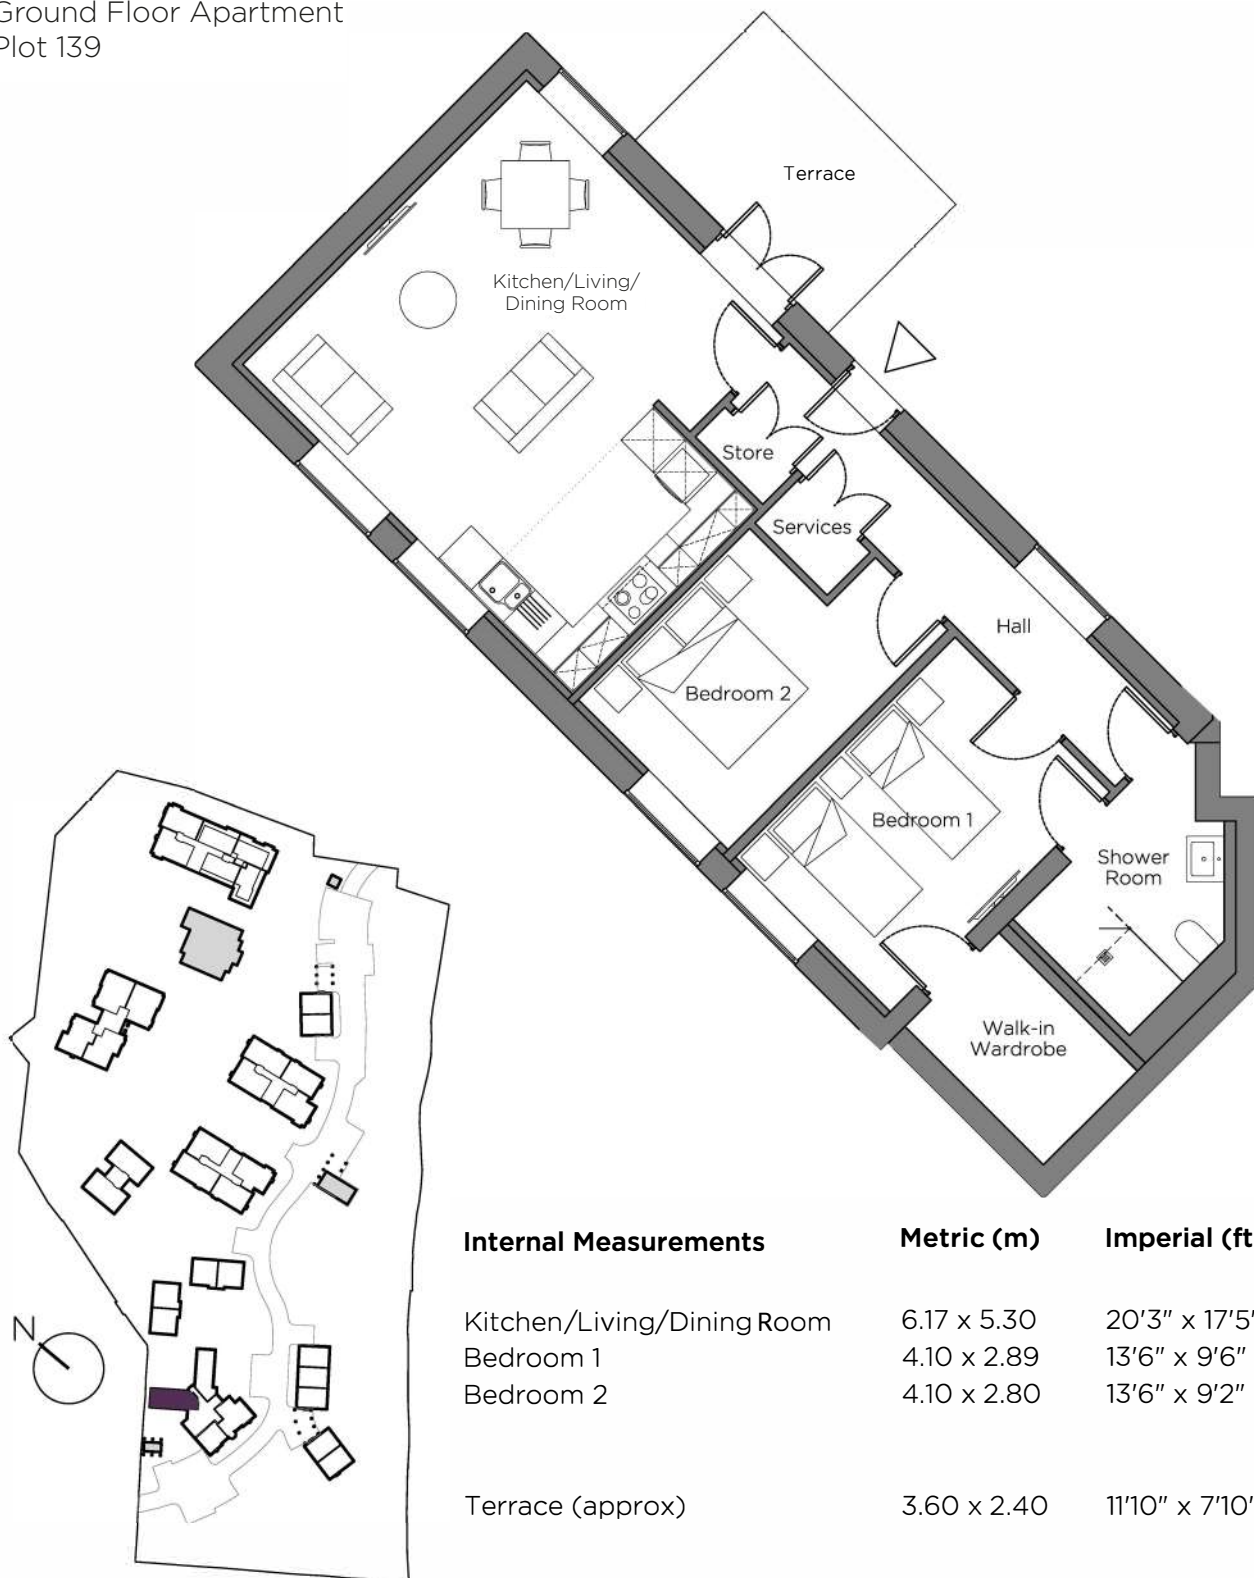 Ground Floor Apartment
Plot 139
Terrace
Kitchen/Living/
Dining Room
Store
Services
Hall
Bedroom 2
Bedroom 1
Shower
Room
Walk-in
Wardrobe
N
Internal Measurements Metric (m) Imperial (ft
Kitchen/Living/Dining Room 6.17 x 5.30 20'3" x 17'5"
Bedroom 1 4.10 x 2.89 13'6" x 9'6"
Bedroom 2 4.10 x 2.80 13'6" x 9'2"
Terrace (approx) 3.60 x 2.40 11'10" x 7'10"